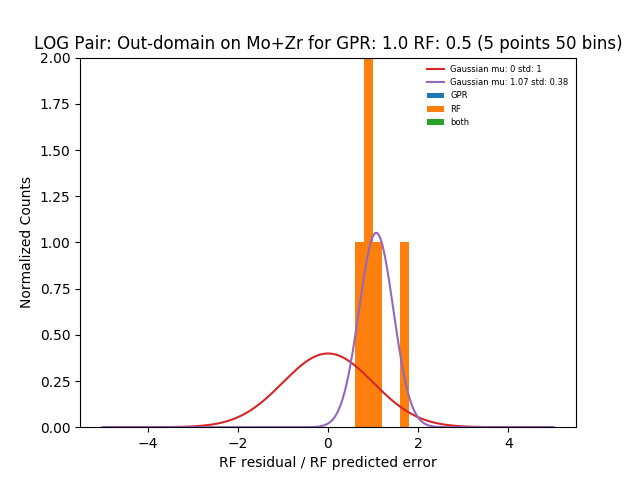 LOG Pair: Out-domain on Mo+Zr for GPR: 1.0 RF: 0.5 (5 points 50 bins)
Gaussian mu: 0 std: 1
Gaussian mu: 1.07 std: 0.38
GPR
RF
both
Normalized Counts
2.00
1.75
1.50
1.25
1.00
0.75
0.50
0.25
0.00
−4
−2
0
2
4
RF residual / RF predicted error